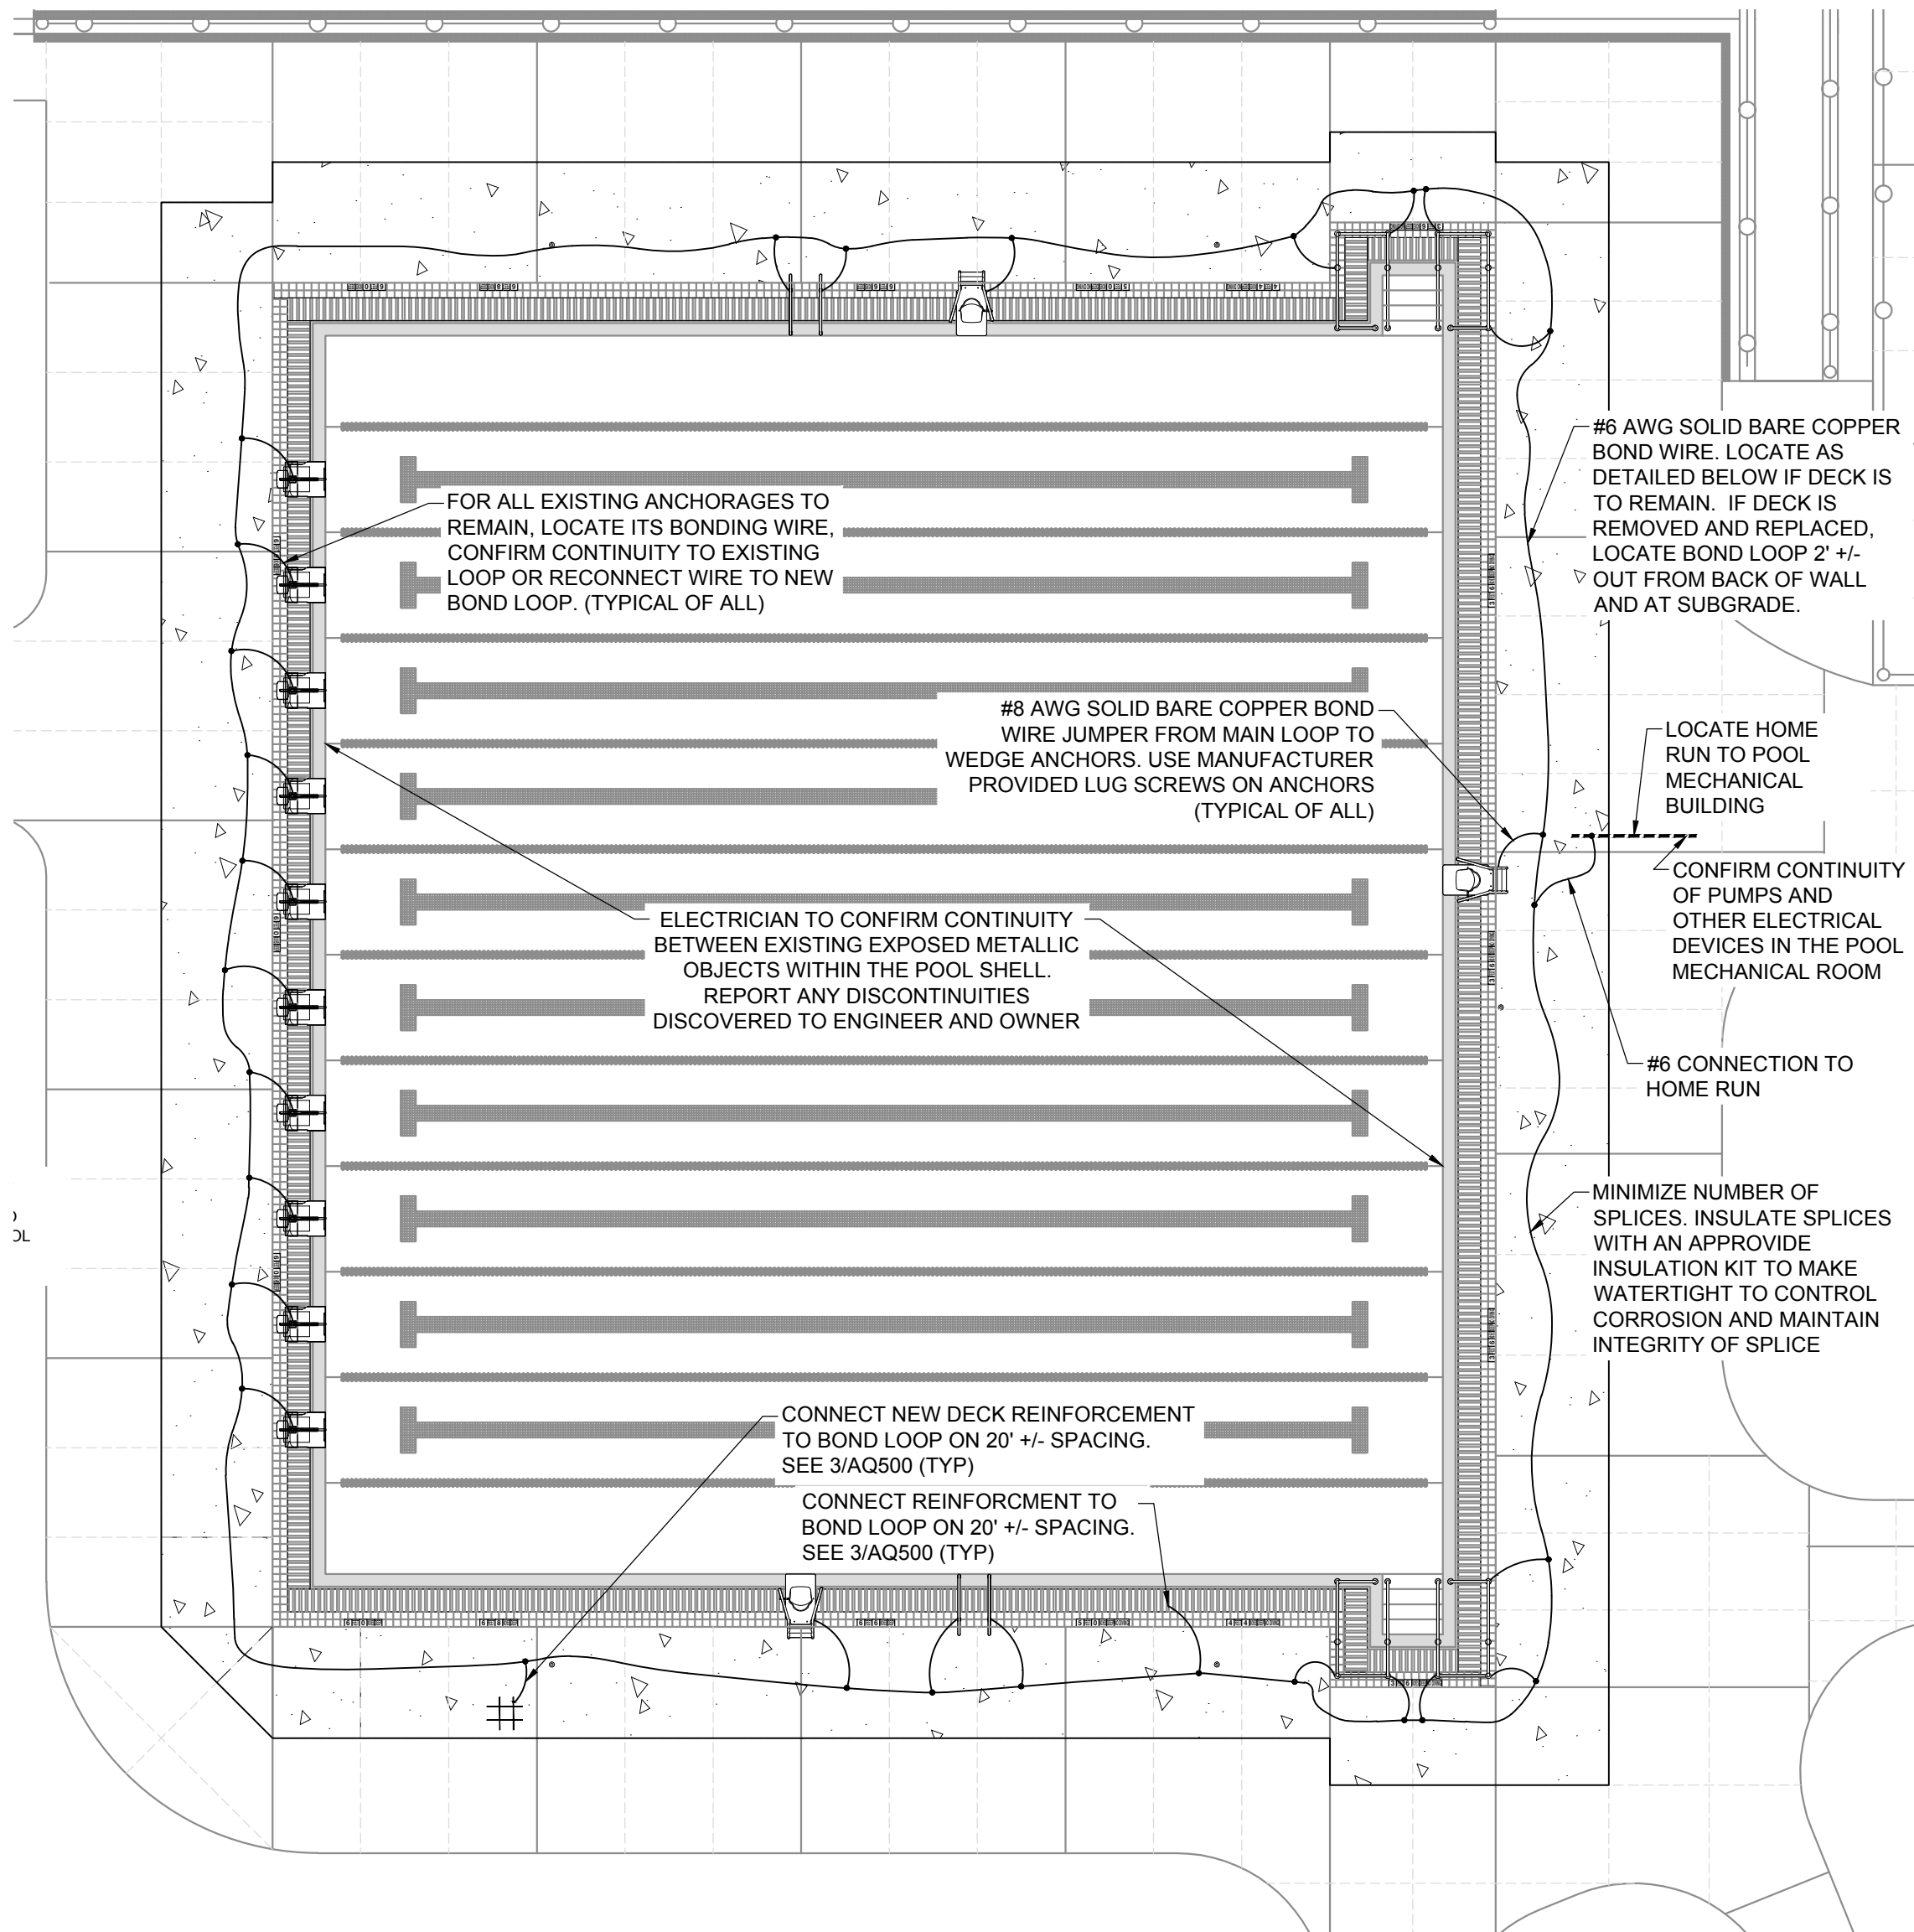 #6 AWG SOLID BARE COPPER
BOND WIRE. LOCATE AS
DETAILED BELOW IF DECK IS
TO REMAIN. IF DECK IS
REMOVED AND REPLACED,
LOCATE BOND LOOP 2' +/-
OUT FROM BACK OF WALL
AND AT SUBGRADE.
FOR ALL EXISTING ANCHORAGES TO
REMAIN, LOCATE ITS BONDING WIRE,
CONFIRM CONTINUITY TO EXISTING
LOOP OR RECONNECT WIRE TO NEW
BOND LOOP. (TYPICAL OF ALL)
#8 AWG SOLID BARE COPPER BOND
WIRE JUMPER FROM MAIN LOOP TO
WEDGE ANCHORS. USE MANUFACTURER
PROVIDED LUG SCREWS ON ANCHORS
(TYPICAL OF ALL)
LOCATE HOME
RUN TO POOL
MECHANICAL
BUILDING
CONFIRM CONTINUITY
OF PUMPS AND
OTHER ELECTRICAL
DEVICES IN THE POOL
MECHANICAL ROOM
ELECTRICIAN TO CONFIRM CONTINUITY
BETWEEN EXISTING EXPOSED METALLIC
OBJECTS WITHIN THE POOL SHELL.
REPORT ANY DISCONTINUITIES
DISCOVERED TO ENGINEER AND OWNER
#6 CONNECTION TO
HOME RUN
MINIMIZE NUMBER OF
SPLICES. INSULATE SPLICES
WITH AN APPROVIDE
INSULATION KIT TO MAKE
WATERTIGHT TO CONTROL
CORROSION AND MAINTAIN
INTEGRITY OF SPLICE
OL
CONNECT NEW DECK REINFORCEMENT
TO BOND LOOP ON 20' +/- SPACING.
SEE 3/AQ500 (TYP)
CONNECT REINFORCMENT TO
BOND LOOP ON 20' +/- SPACING.
SEE 3/AQ500 (TYP)